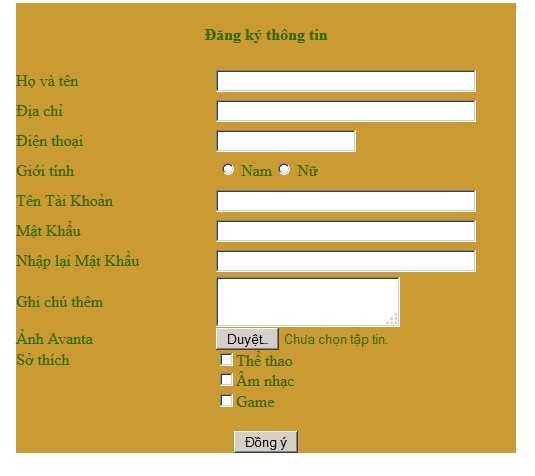 Đăng ký thông tin
Họ và tên
Địa chỉ
Điện thoại
Giới tính Nam Nữ
Tên Tài Khoản
Mật Khẩu
Nhập lại Mật Khẩu
Ghi chú thêm
Ảnh Avanta Duyệt.. Chưa chọn tập tin.
Sở thích Thể thao
Âm nhạc
Game
Đồng ý